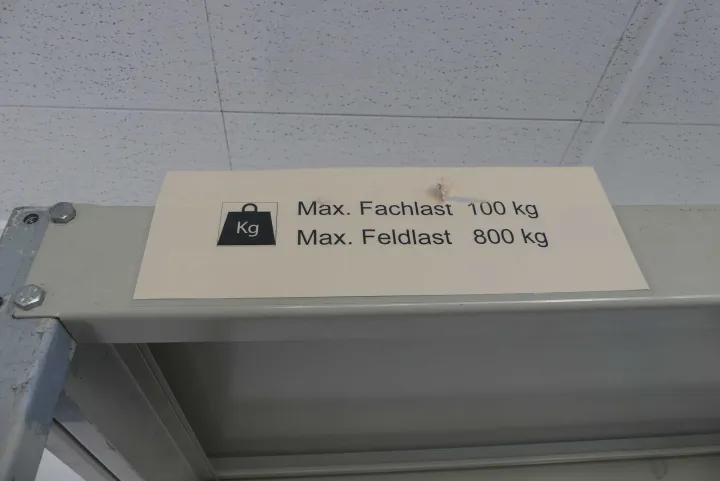 Kg
Max. Fachlast 100 kg
Max. Feldlast 800 kg